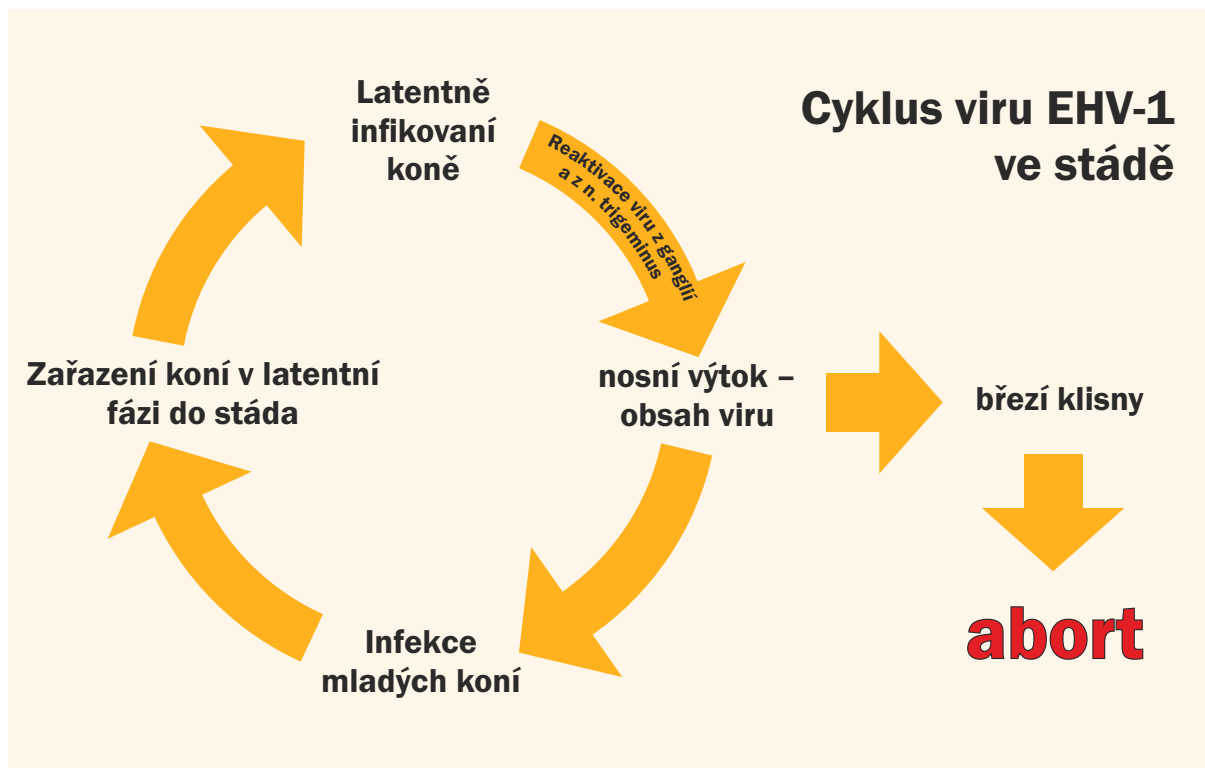 Cyklus viru EHV-1
ve stádě
Latentně
infikovaní
koně
Reaktivace viru z ganglií
a z n. trigeminus
nosní výtok –
obsah viru
březí klisny
abort
Infekce
mladých koní
Zařazení koní v latentní
fázi do stáda